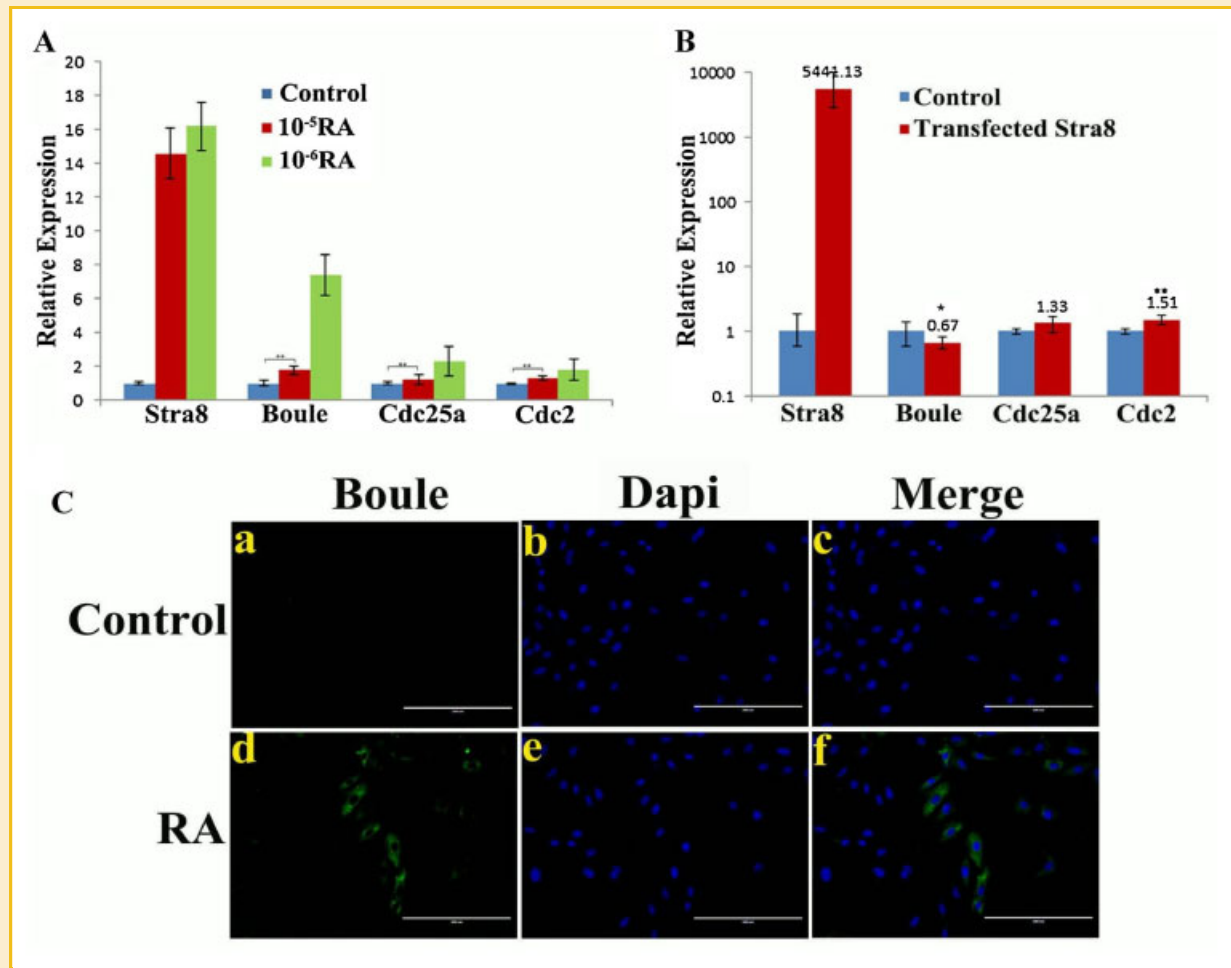 A
20
18
16
14
12
10
8
6
4
2
0
Relative Expression
Control
10⁻⁵RA
10⁻⁶RA
**
**
**
Stra8 Boule Cdc25a Cdc2
B
10000
1000
100
10
1
0.1
Relative Expression
5441.13
Control
Transfected Stra8
*
0.67
1.33
**
1.51
Stra8 Boule Cdc25a Cdc2
C
Boule Dapi Merge
Control
a b c
RA
d e f